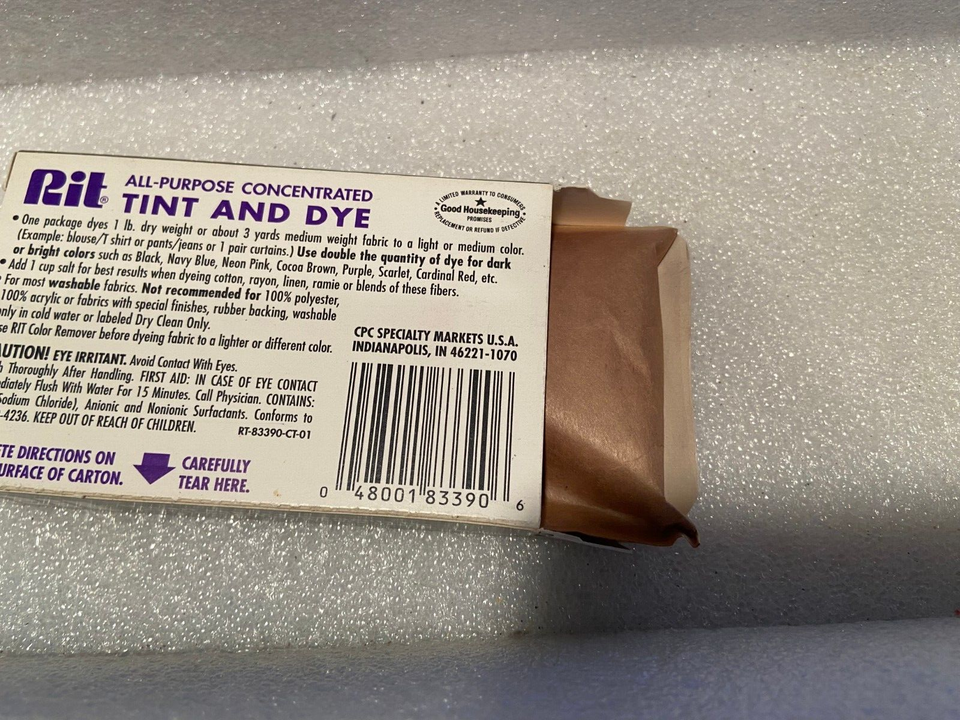 Rit®
ALL-PURPOSE CONCENTRATED
TINT AND DYE
A LIMITED WARRANTY TO CONSUMERS
Good Housekeeping
PROMISES
REPLACEMENT OR REFUND IF DEFECTIVE
• One package dyes 1 lb. dry weight or about 3 yards medium weight fabric to a light or medium color.
(Example: blouse/T shirt or pants/jeans or 1 pair curtains.) Use double the quantity of dye for dark
or bright colors such as Black, Navy Blue, Neon Pink, Cocoa Brown, Purple, Scarlet, Cardinal Red, etc.
• Add 1 cup salt for best results when dyeing cotton, rayon, linen, ramie or blends of these fibers.
• For most washable fabrics. Not recommended for 100% polyester,
100% acrylic or fabrics with special finishes, rubber backing, washable
only in cold water or labeled Dry Clean Only.
se RIT Color Remover before dyeing fabric to a lighter or different color.
AUTION! EYE IRRITANT. Avoid Contact With Eyes.
h Thoroughly After Handling. FIRST AID: IN CASE OF EYE CONTACT
diately Flush With Water For 15 Minutes. Call Physician. CONTAINS:
Sodium Chloride), Anionic and Nonionic Surfactants. Conforms to
-4236. KEEP OUT OF REACH OF CHILDREN.
RT-83390-CT-01
CPC SPECIALTY MARKETS U.S.A.
INDIANAPOLIS, IN 46221-1070
ETE DIRECTIONS ON
URFACE OF CARTON.
CAREFULLY
TEAR HERE.
0 48001 83390 6